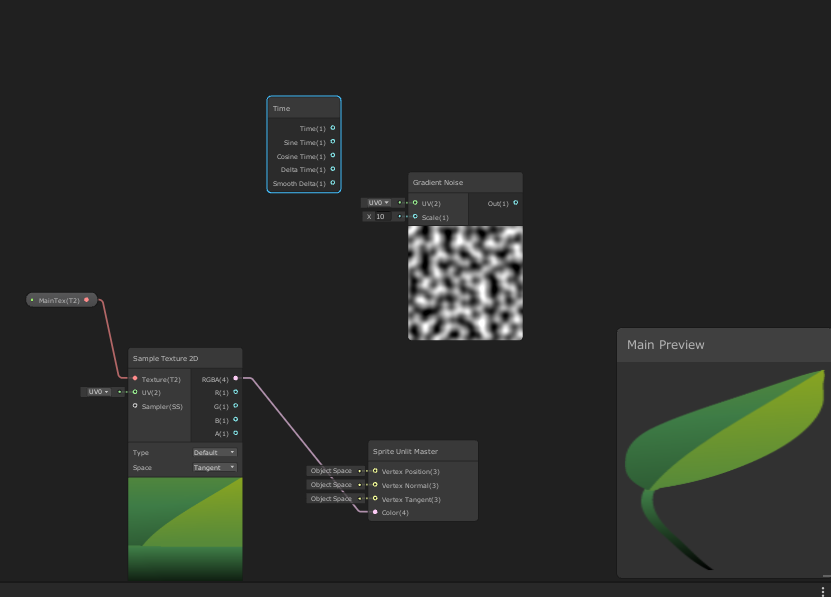 Time
Time(1)
Sine Time(1)
Cosine Time(1)
Delta Time(1)
Smooth Delta(1)
Gradient Noise
UV0 UV(2) Out(1)
X 10 Scale(1)
MainTex(T2)
Sample Texture 2D
Texture(T2) RGBA(4)
UV0 UV(2) R(1)
Sampler(SS) G(1)
B(1)
A(1)
Type Default
Space Tangent
Sprite Unlit Master
Object Space Vertex Position(3)
Object Space Vertex Normal(3)
Object Space Vertex Tangent(3)
Color(4)
Main Preview